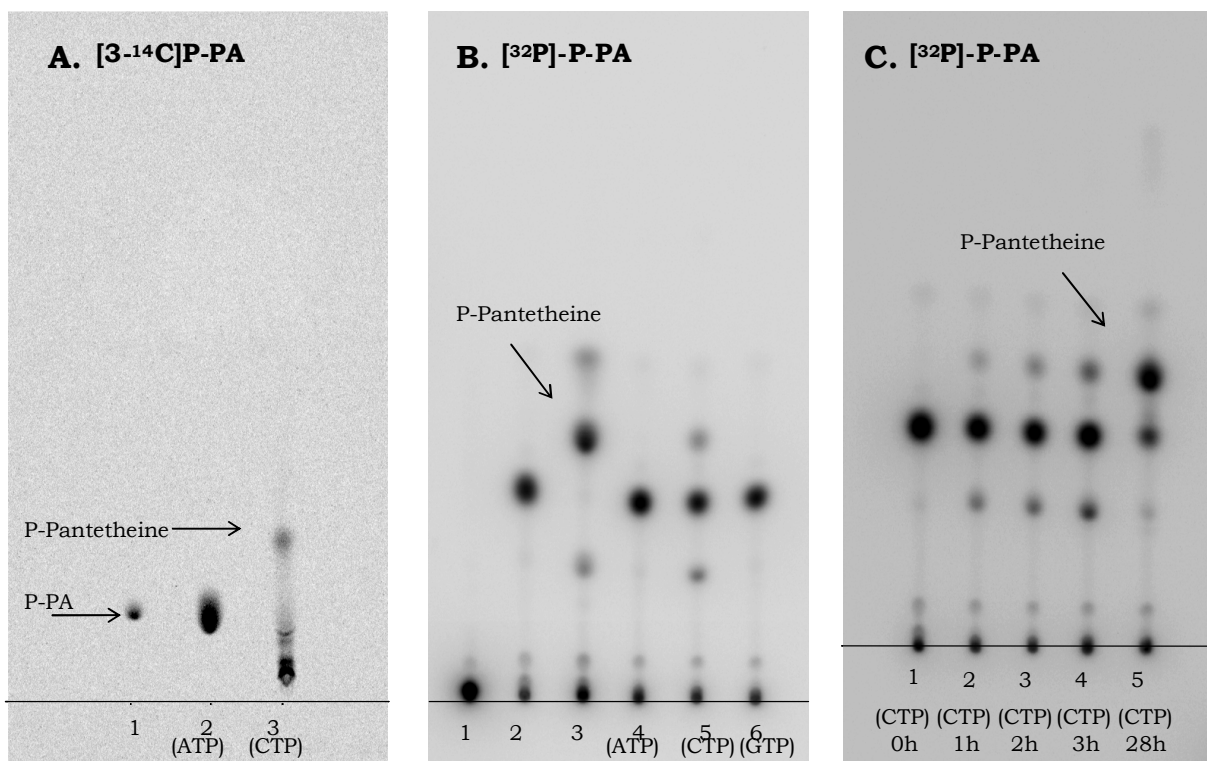 A. [3-¹⁴C]P-PA
P-Pantetheine
P-PA
1 2 3
(ATP) (CTP)
B. [³²P]-P-PA
P-Pantetheine
1 2 3 4 5 6
(ATP) (CTP) (GTP)
C. [³²P]-P-PA
P-Pantetheine
1 2 3 4 5
(CTP) (CTP) (CTP) (CTP) (CTP)
0h 1h 2h 3h 28h